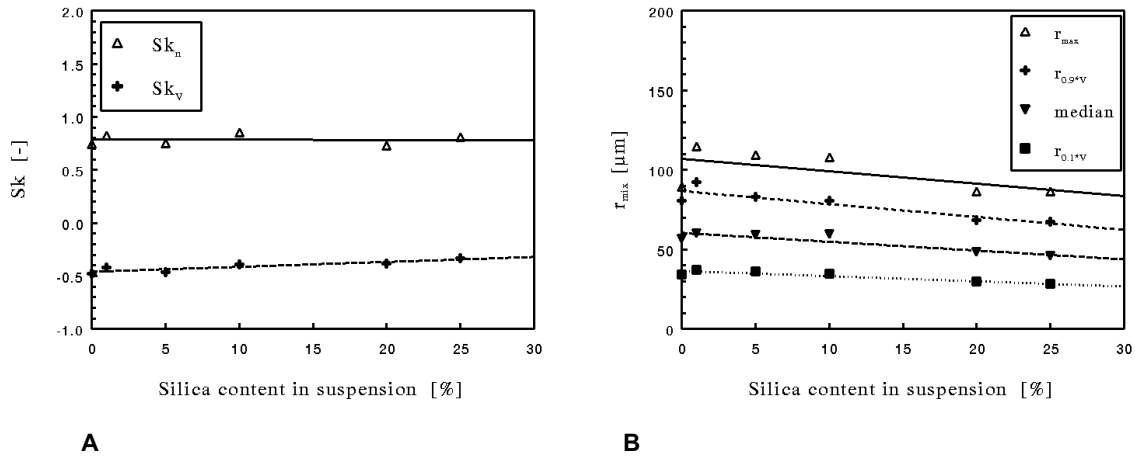 2.0
1.5
1.0
0.5
0.0
-0.5
-1.0
Sk [-]
Skₙ
Skᵥ
0 5 10 15 20 25 30
Silica content in suspension [%]
A
200
150
100
50
0
r_mix [µm]
r_max
r_0.9*V
median
r_0.1*V
0 5 10 15 20 25 30
Silica content in suspension [%]
B